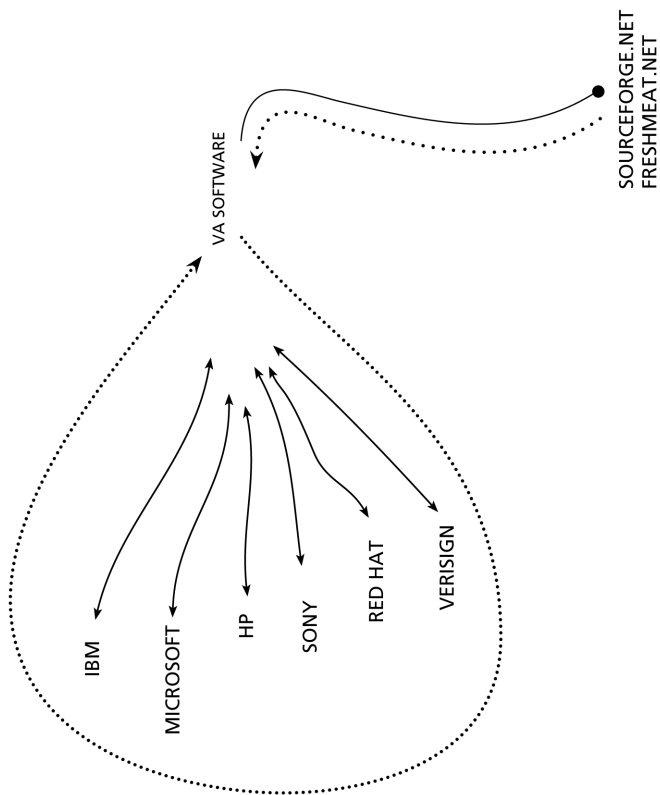 SOURCEFORGE.NET
FRESHMEAT.NET
VA SOFTWARE
IBM
MICROSOFT
HP
SONY
RED HAT
VERISIGN